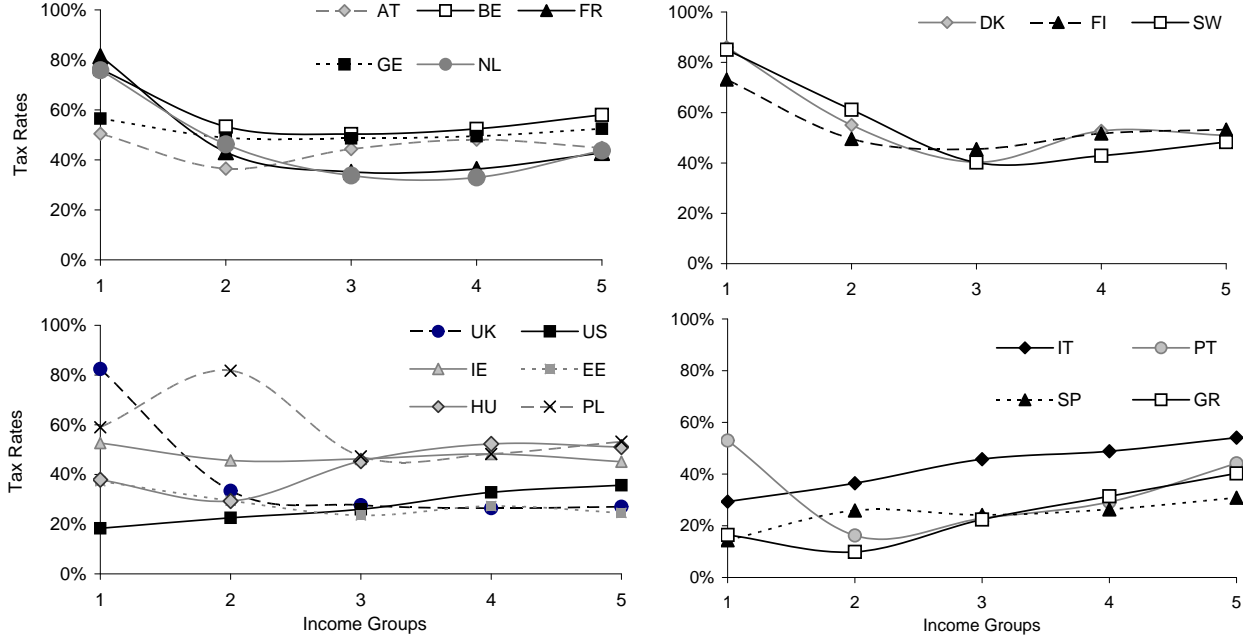 AT BE FR
GE NL
100%
80%
60%
40%
20%
0%
Tax Rates
1 2 3 4 5
DK FI SW
100%
80%
60%
40%
20%
0%
1 2 3 4 5
UK US
IE EE
HU PL
100%
80%
60%
40%
20%
0%
Tax Rates
1 2 3 4 5
Income Groups
IT PT
SP GR
100%
80%
60%
40%
20%
0%
1 2 3 4 5
Income Groups